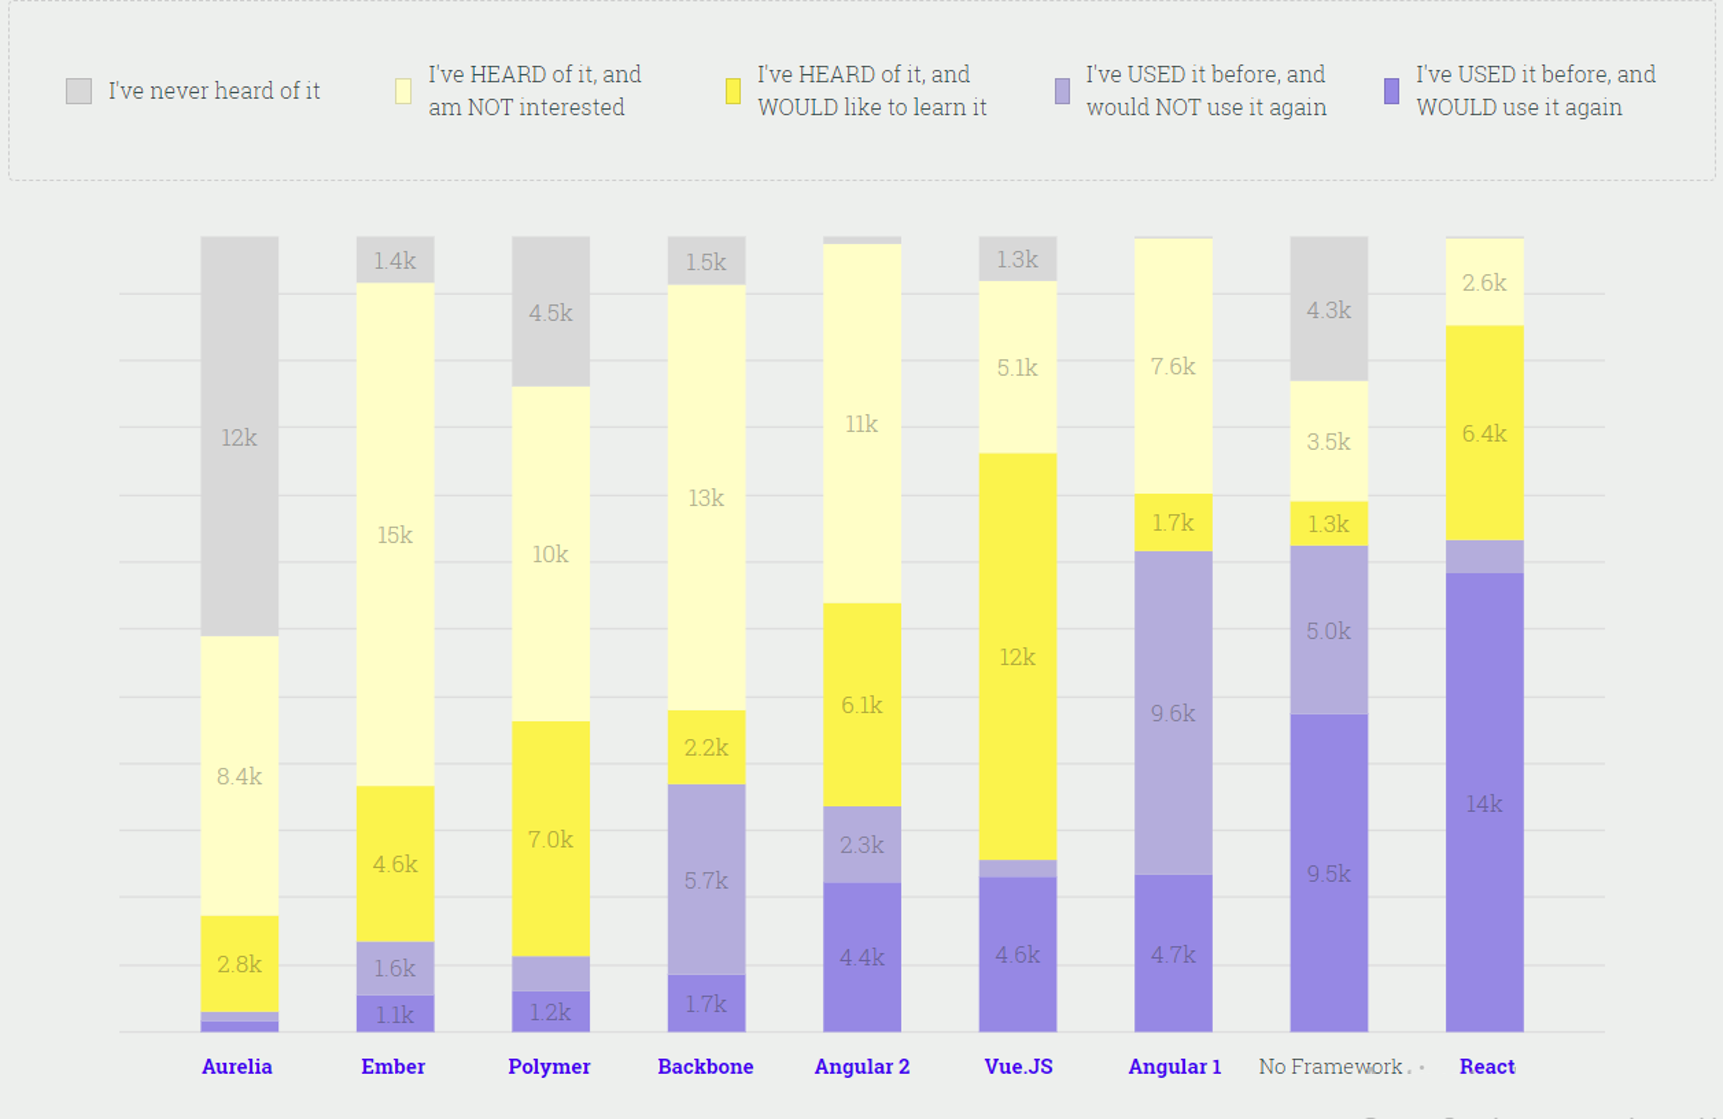 I've never heard of it
I've HEARD of it, and
am NOT interested
I've HEARD of it, and
WOULD like to learn it
I've USED it before, and
would NOT use it again
I've USED it before, and
WOULD use it again
12k
8.4k
2.8k
1.4k
15k
4.6k
1.6k
1.1k
4.5k
10k
7.0k
1.2k
1.5k
13k
2.2k
5.7k
1.7k
11k
6.1k
2.3k
4.4k
1.3k
5.1k
12k
4.6k
7.6k
1.7k
9.6k
4.7k
4.3k
3.5k
1.3k
5.0k
9.5k
2.6k
6.4k
14k
Aurelia
Ember
Polymer
Backbone
Angular 2
Vue.JS
Angular 1
No Framework
React